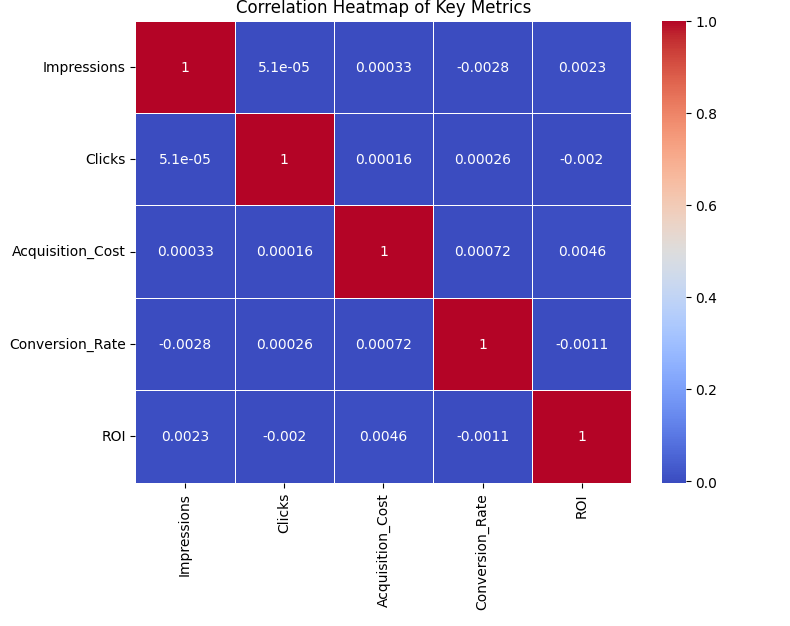 Correlation Heatmap of Key Metrics
Impressions 1 5.1e-05 0.00033 -0.0028 0.0023
Clicks 5.1e-05 1 0.00016 0.00026 -0.002
Acquisition_Cost 0.00033 0.00016 1 0.00072 0.0046
Conversion_Rate -0.0028 0.00026 0.00072 1 -0.0011
ROI 0.0023 -0.002 0.0046 -0.0011 1
Impressions
Clicks
Acquisition_Cost
Conversion_Rate
ROI
1.0
0.8
0.6
0.4
0.2
0.0